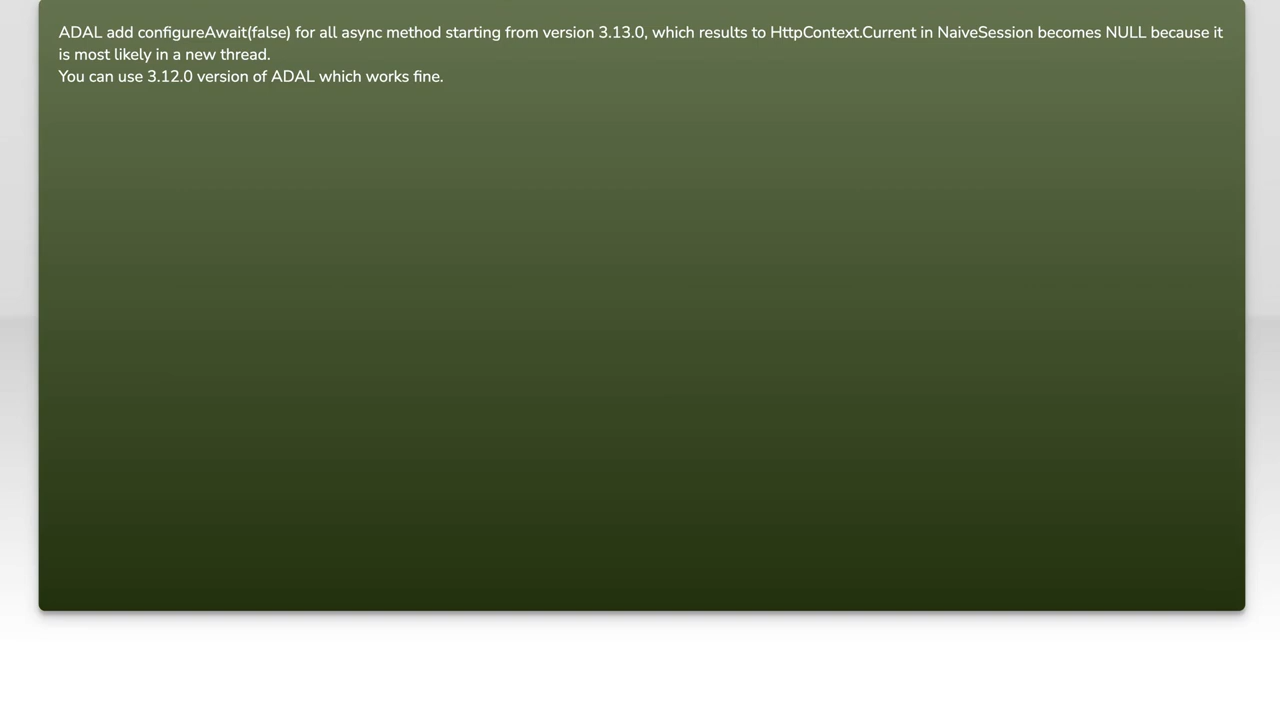 ADAL add configureAwait(false) for all async method starting from version 3.13.0, which results to HttpContext.Current in NaiveSession becomes NULL because it
is most likely in a new thread.
You can use 3.12.0 version of ADAL which works fine.